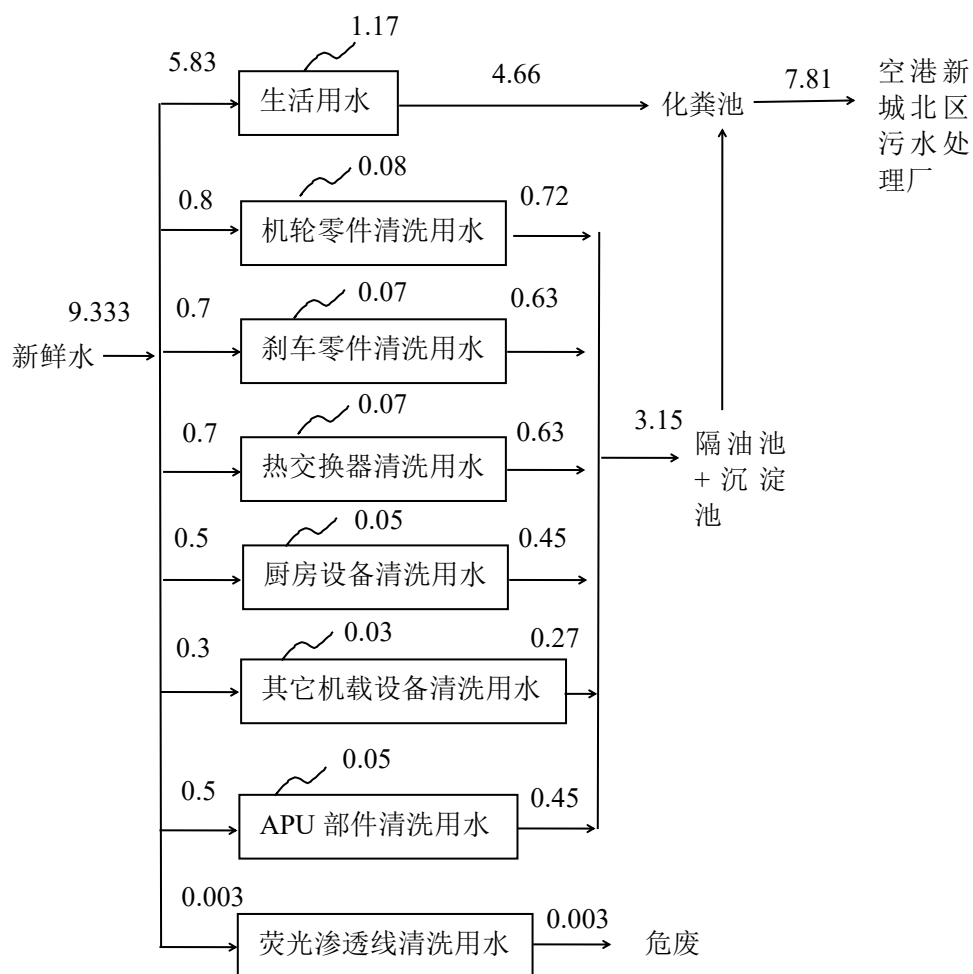 1.17
5.83
生活用水
4.66
化粪池
7.81
空港新
城北区
污水处
理厂
0.08
0.8
机轮零件清洗用水
0.72
9.333
新鲜水
0.07
0.7
刹车零件清洗用水
0.63
0.07
0.7
热交换器清洗用水
0.63
3.15
隔油池
+沉淀
池
0.05
0.5
厨房设备清洗用水
0.45
0.03
0.3
其它机载设备清洗用水
0.27
0.05
0.5
APU 部件清洗用水
0.45
0.003
荧光渗透线清洗用水
0.003
危废